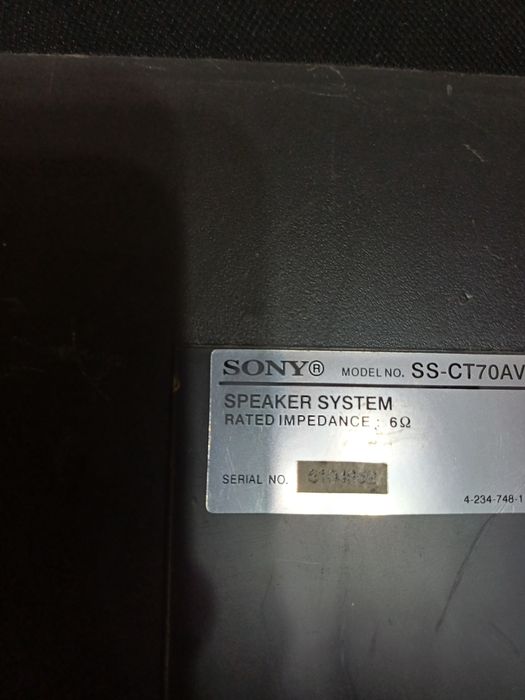 SONY® MODEL NO. SS-CT70AV
SPEAKER SYSTEM
RATED IMPEDANCE : 6Ω
SERIAL NO.
4-234-748-1